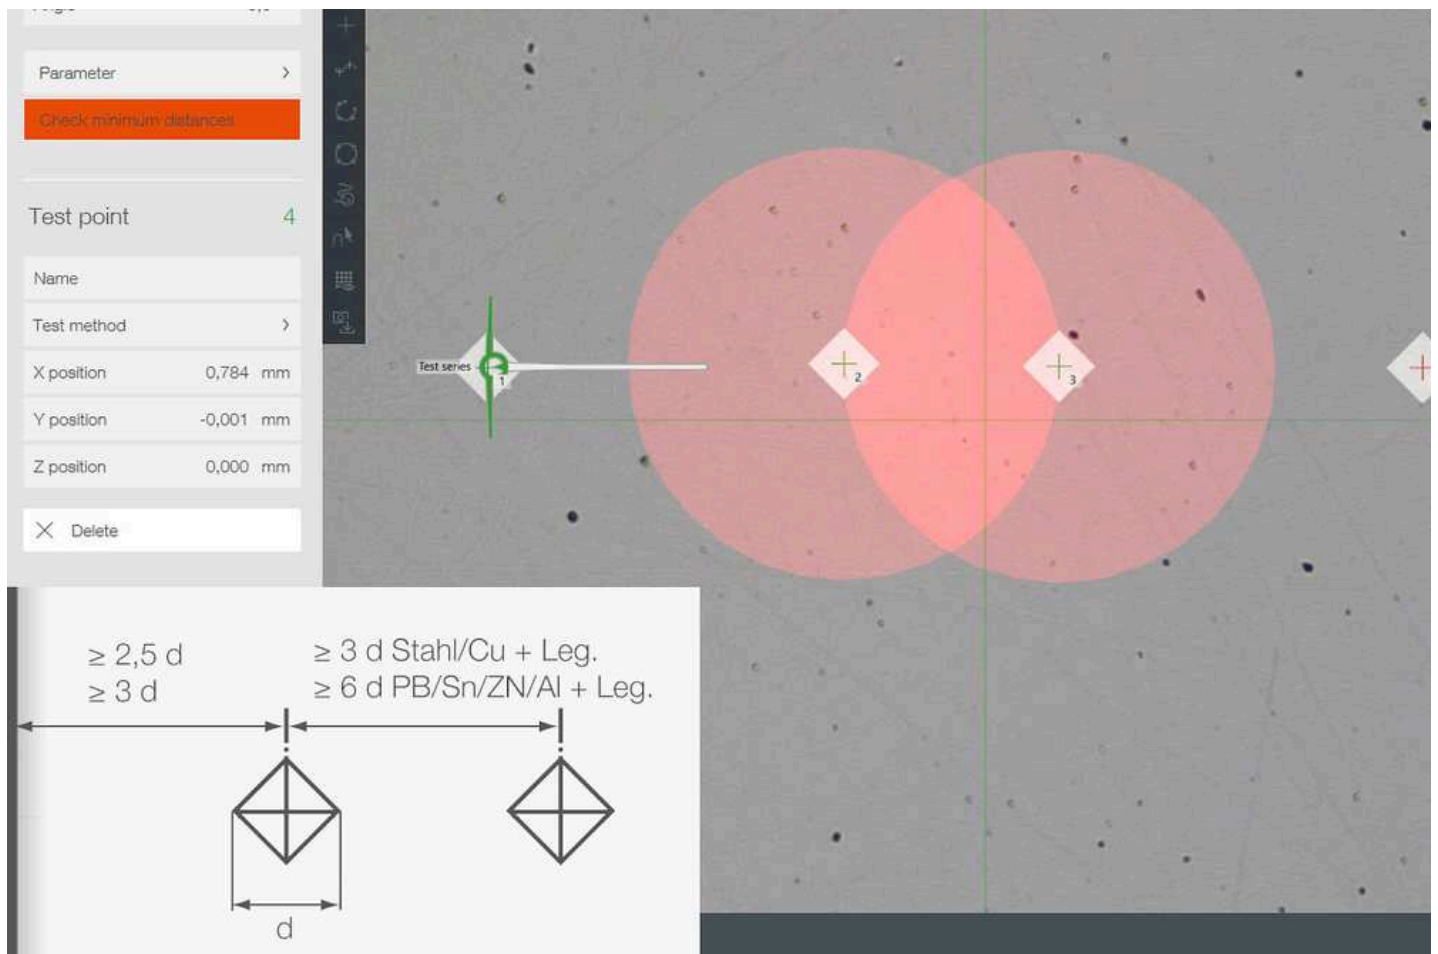 Parameter
Check minimum distances
Test point 4
Name
Test method
X position 0,784 mm
Y position -0,001 mm
Z position 0,000 mm
Delete
Test series
1
2
3
≥ 2,5 d
≥ 3 d
≥ 3 d Stahl/Cu + Leg.
≥ 6 d PB/Sn/ZN/Al + Leg.
d